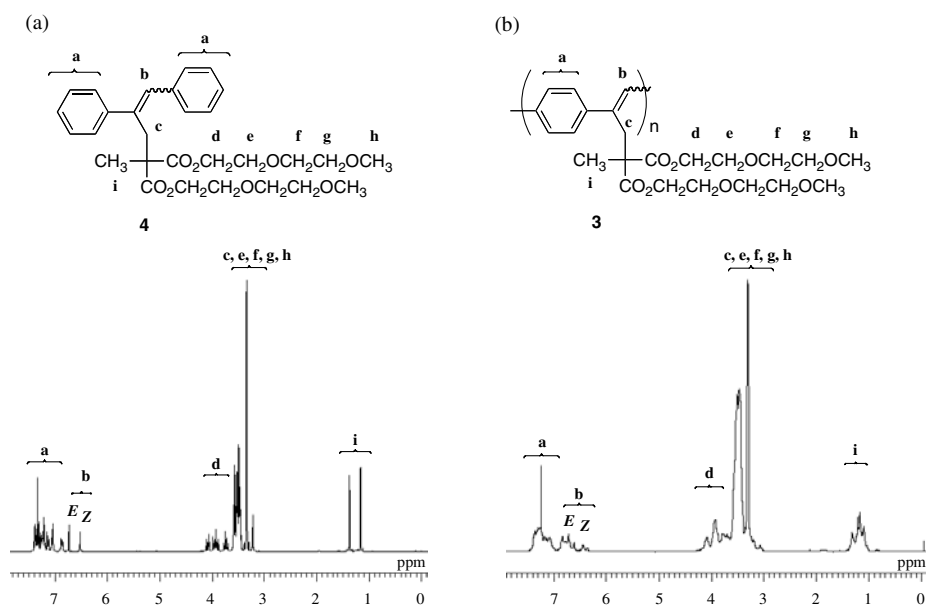 (a)
a
a
b
c
d e f g h
CH₃ CO₂CH₂CH₂OCH₂CH₂OCH₃
i CO₂CH₂CH₂OCH₂CH₂OCH₃
4
c, e, f, g, h
a
b
E Z
d
i
ppm
7 6 5 4 3 2 1 0
(b)
a
b
n
c
d e f g h
CH₃ CO₂CH₂CH₂OCH₂CH₂OCH₃
i CO₂CH₂CH₂OCH₂CH₂OCH₃
3
c, e, f, g, h
a
b
E Z
d
i
ppm
7 6 5 4 3 2 1 0